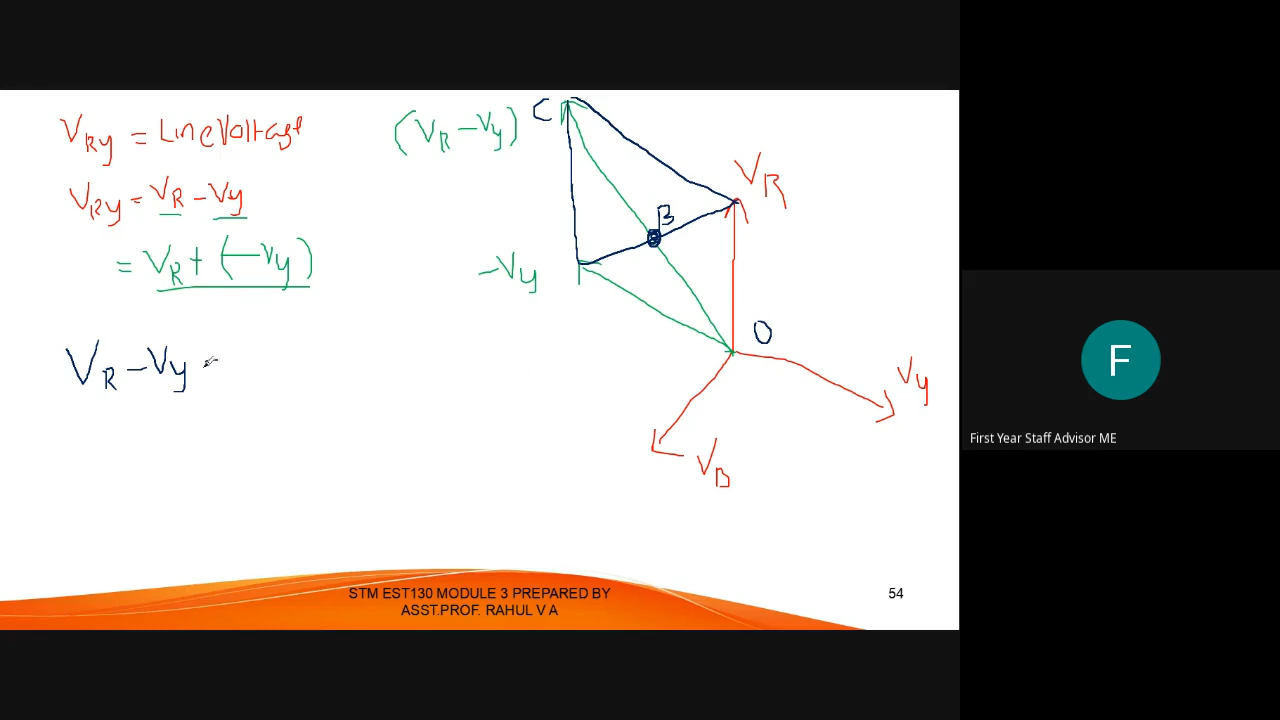 V_Ry = Line Voltage
V_Ry = V_R - V_y
= V_R + (-V_y)
V_R - V_y
(V_R - V_y)
C
V_R
B
-V_y
O
V_y
V_B
STM EST130 MODULE 3 PREPARED BY
ASST.PROF. RAHUL V A
54
F
First Year Staff Advisor ME